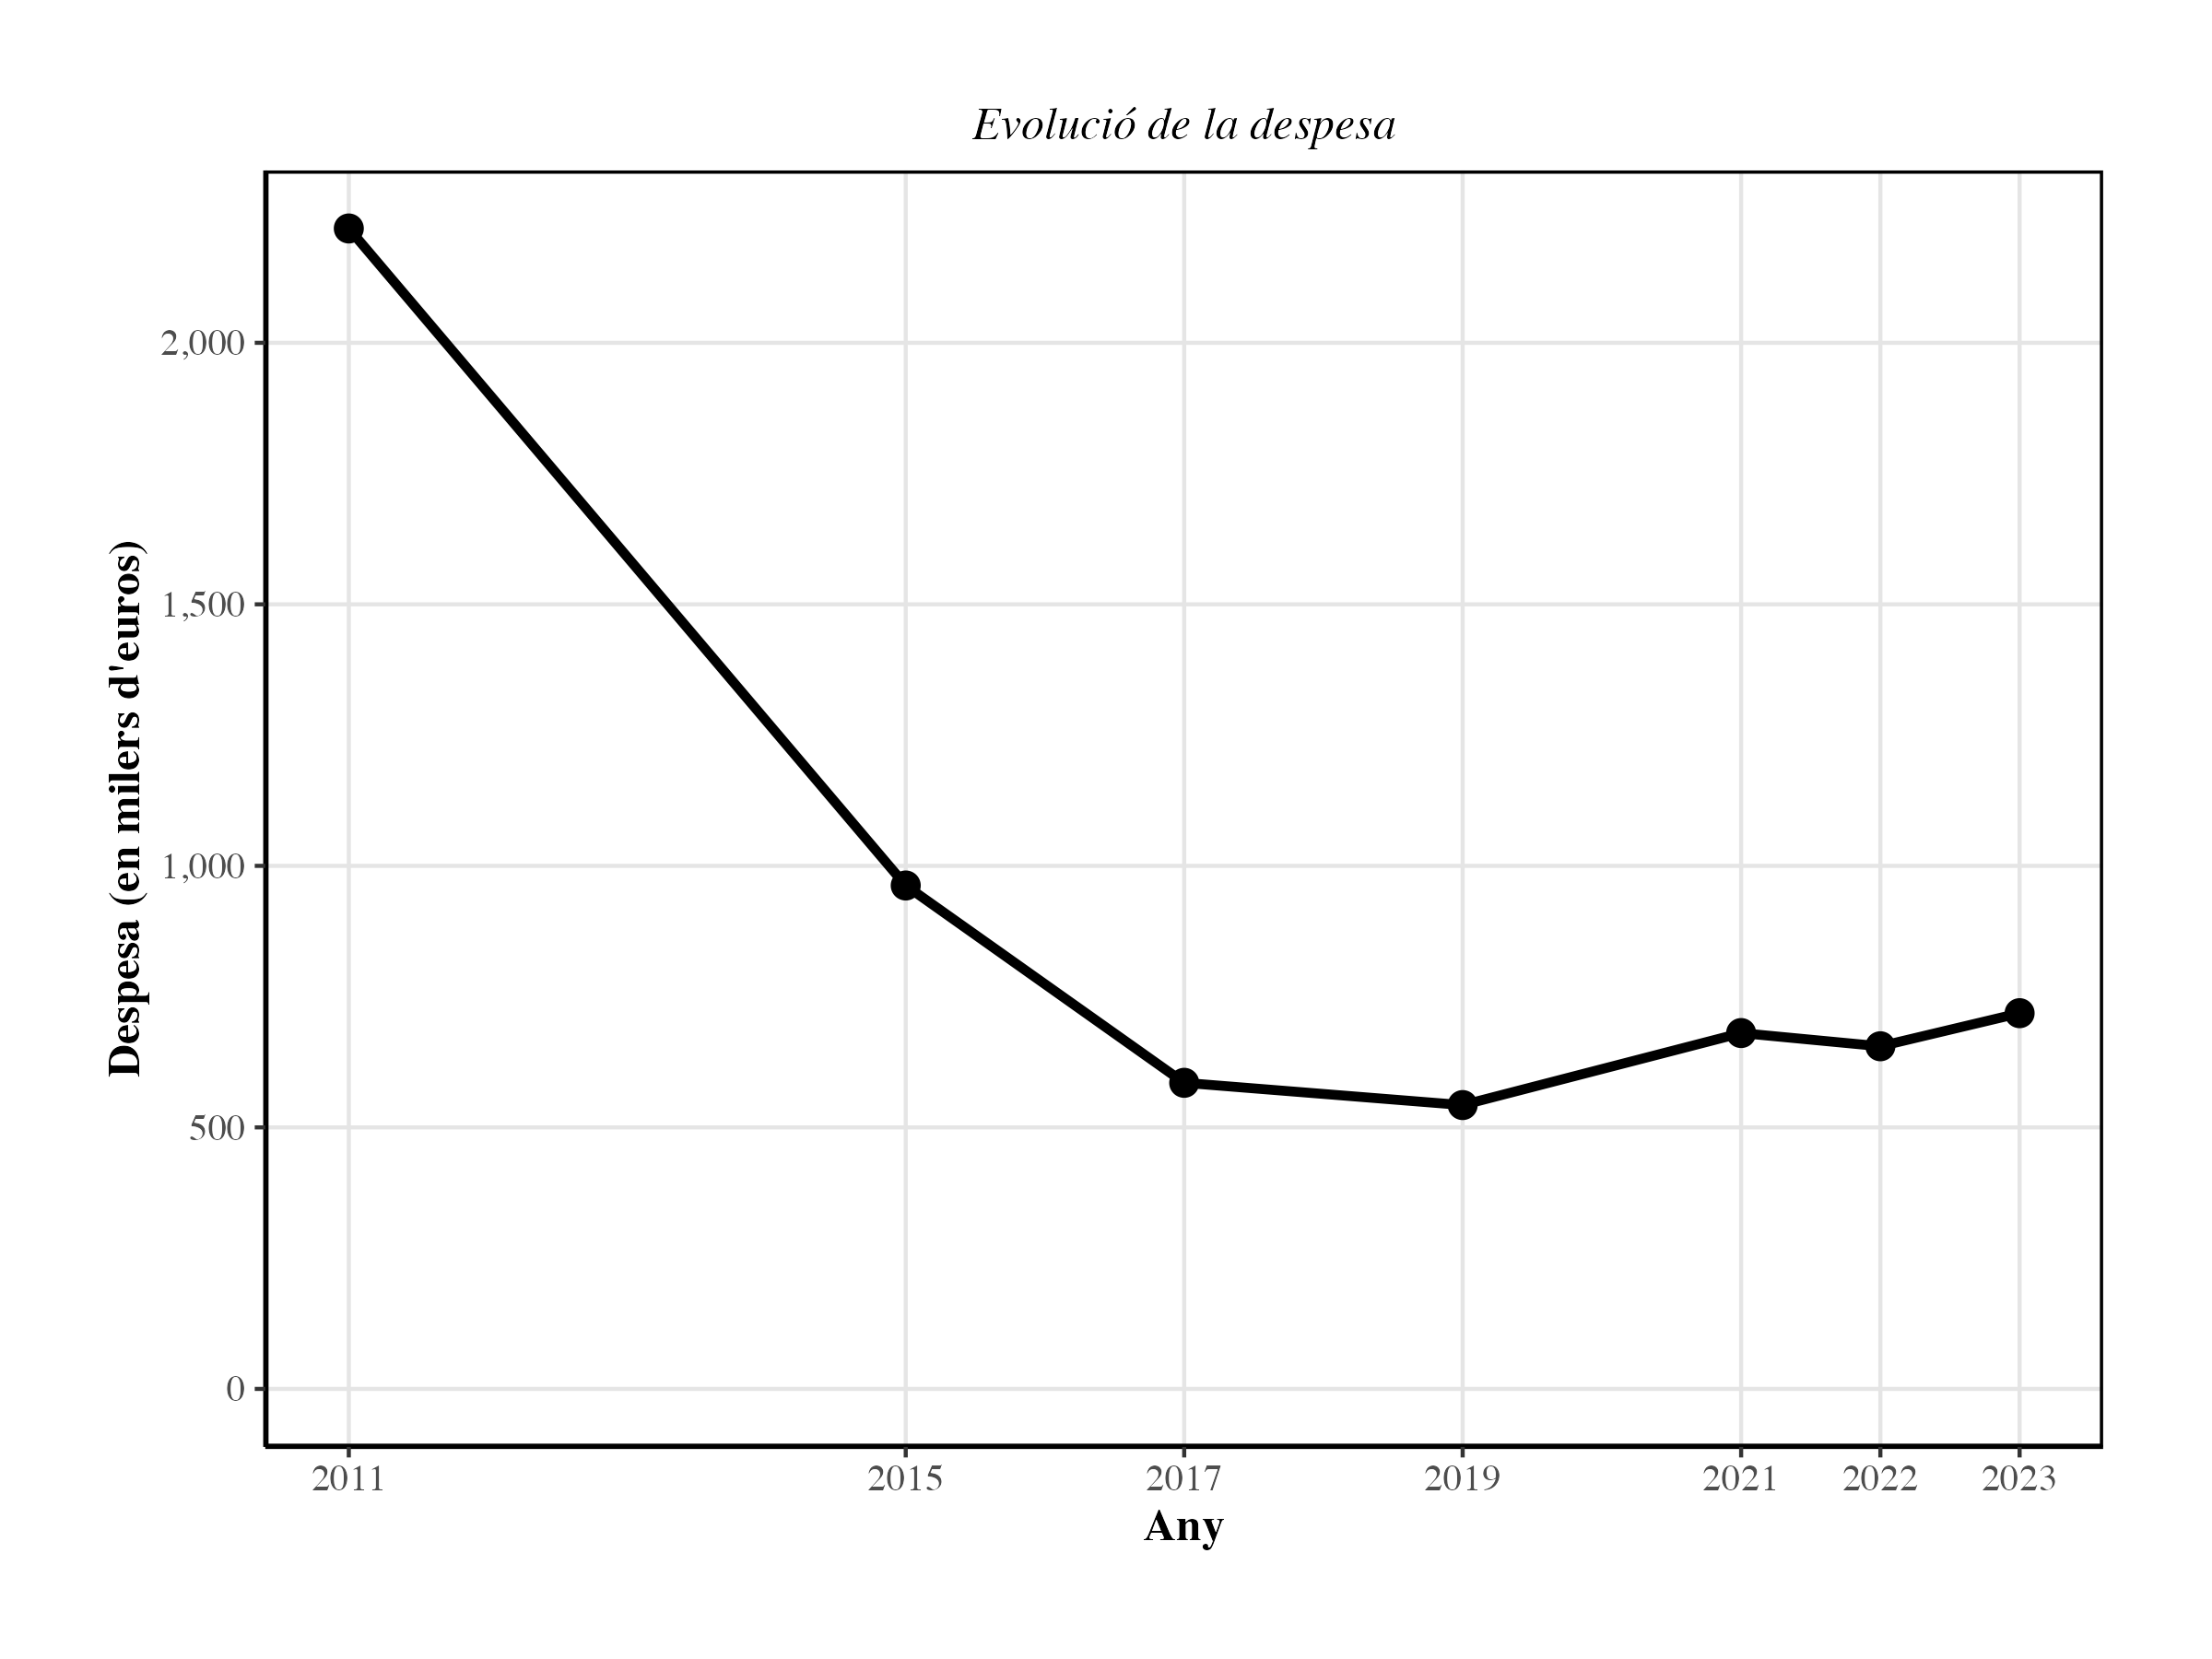 Evolució de la despesa
Despesa (en milers d'euros)
2,000
1,500
1,000
500
0
2011 2015 2017 2019 2021 2022 2023
Any